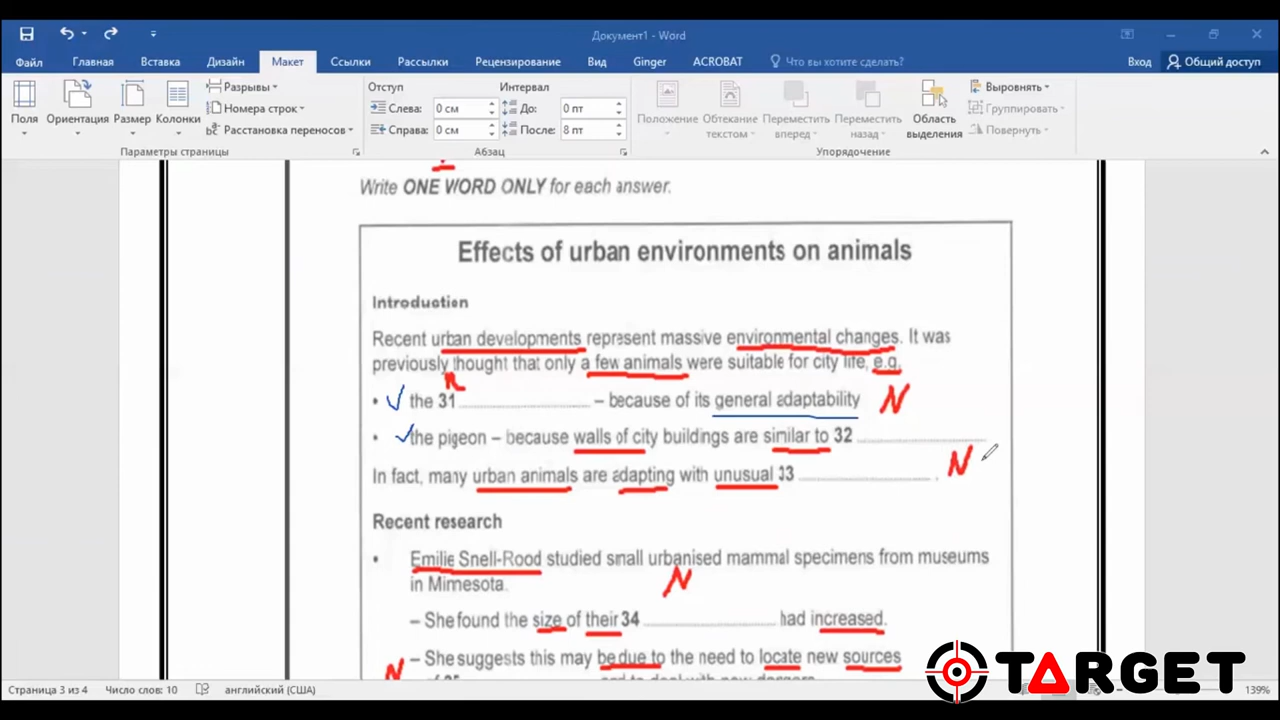 Документ1 - Word
Файл Главная Вставка Дизайн Макет Ссылки Рассылки Рецензирование Вид Ginger ACROBAT Что вы хотите сделать? Вход Общий доступ
Поля Ориентация Размер Колонки
Разрывы
Номера строк
Расстановка переносов
Параметры страницы
Отступ
Слева: 0 см
Справа: 0 см
Интервал
До: 0 пт
После: 8 пт
Абзац
Положение Обтекание текстом Переместить вперед Переместить назад Область выделения
Выровнять
Группировать
Повернуть
Упорядочение
Write ONE WORD ONLY for each answer.
Effects of urban environments on animals
Introduction
Recent urban developments represent massive environmental changes. It was
previously thought that only a few animals were suitable for city life, e.g.
• the 31 – because of its general adaptability N
• the pigeon – because walls of city buildings are similar to 32
In fact, many urban animals are adapting with unusual 33 . N
Recent research
• Emilie Snell-Rood studied small urbanised mammal specimens from museums
in Minnesota.
N
– She found the size of their 34 had increased.
– She suggests this may be due to the need to locate new sources
N
TARGET
Страница 3 из 4 Число слов: 10 английский (США) 139%